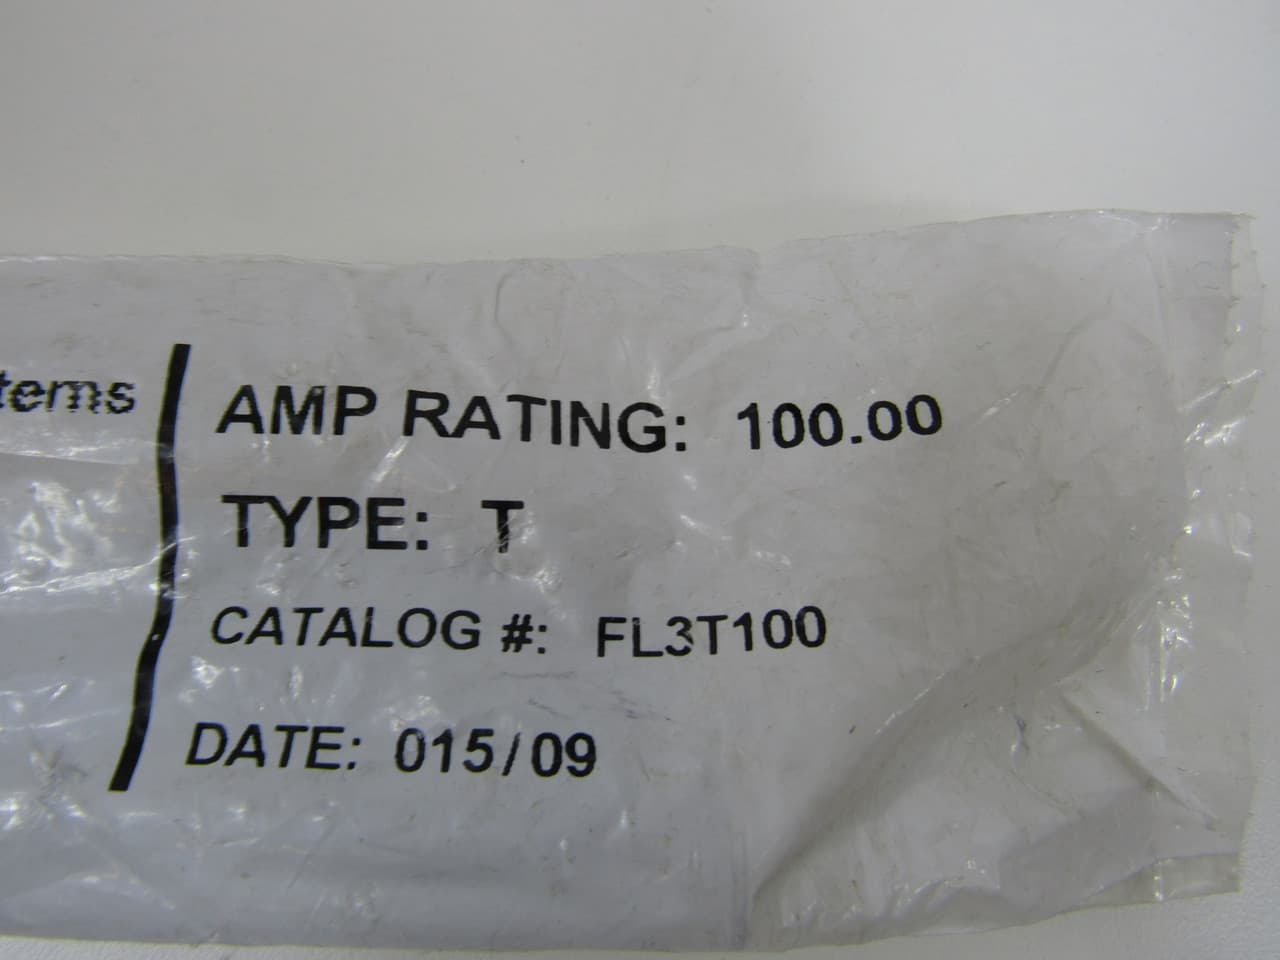 tems
AMP RATING: 100.00
TYPE: T
CATALOG #: FL3T100
DATE: 015/09